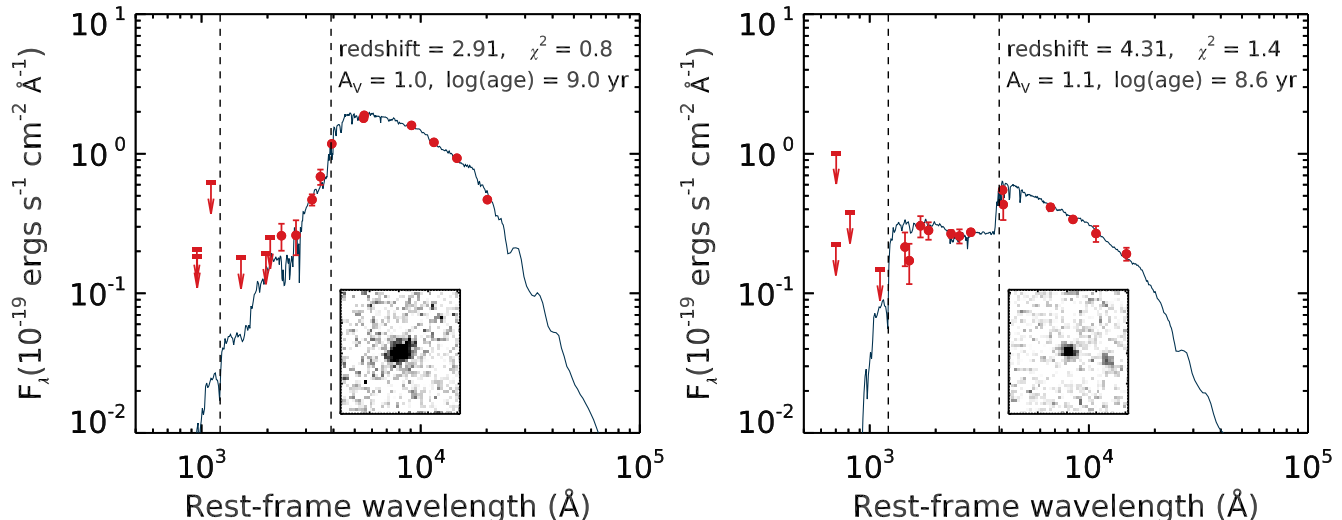 redshift = 2.91, χ² = 0.8
A_V = 1.0, log(age) = 9.0 yr
F_λ(10⁻¹⁹ ergs s⁻¹ cm⁻² Å⁻¹)
10¹
10⁰
10⁻¹
10⁻²
10³ 10⁴ 10⁵
Rest-frame wavelength (Å)
redshift = 4.31, χ² = 1.4
A_V = 1.1, log(age) = 8.6 yr
F_λ(10⁻¹⁹ ergs s⁻¹ cm⁻² Å⁻¹)
10¹
10⁰
10⁻¹
10⁻²
10³ 10⁴ 10⁵
Rest-frame wavelength (Å)